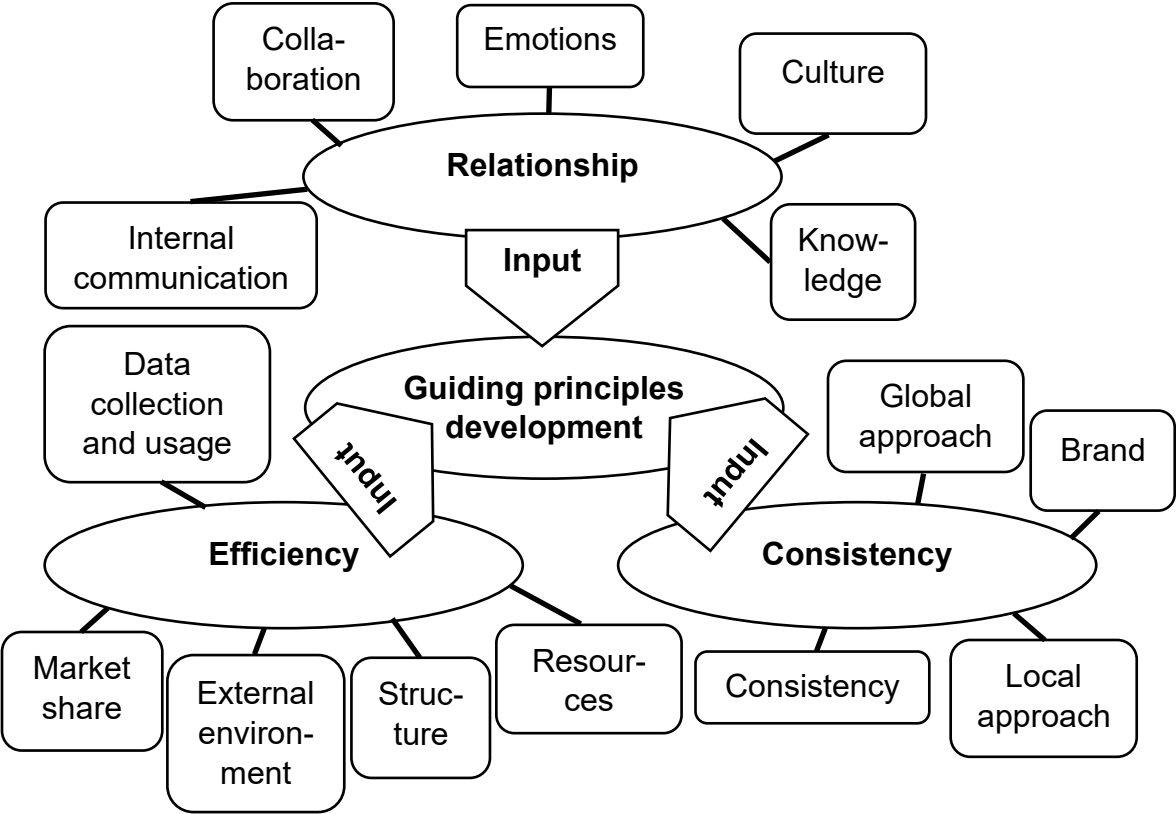 Colla-
boration
Emotions
Culture
Relationship
Internal
communication
Know-
ledge
Input
Data
collection
and usage
Guiding principles
development
Global
approach
Brand
Input
Input
Efficiency
Consistency
Market
share
External
environ-
ment
Struc-
ture
Resour-
ces
Consistency
Local
approach